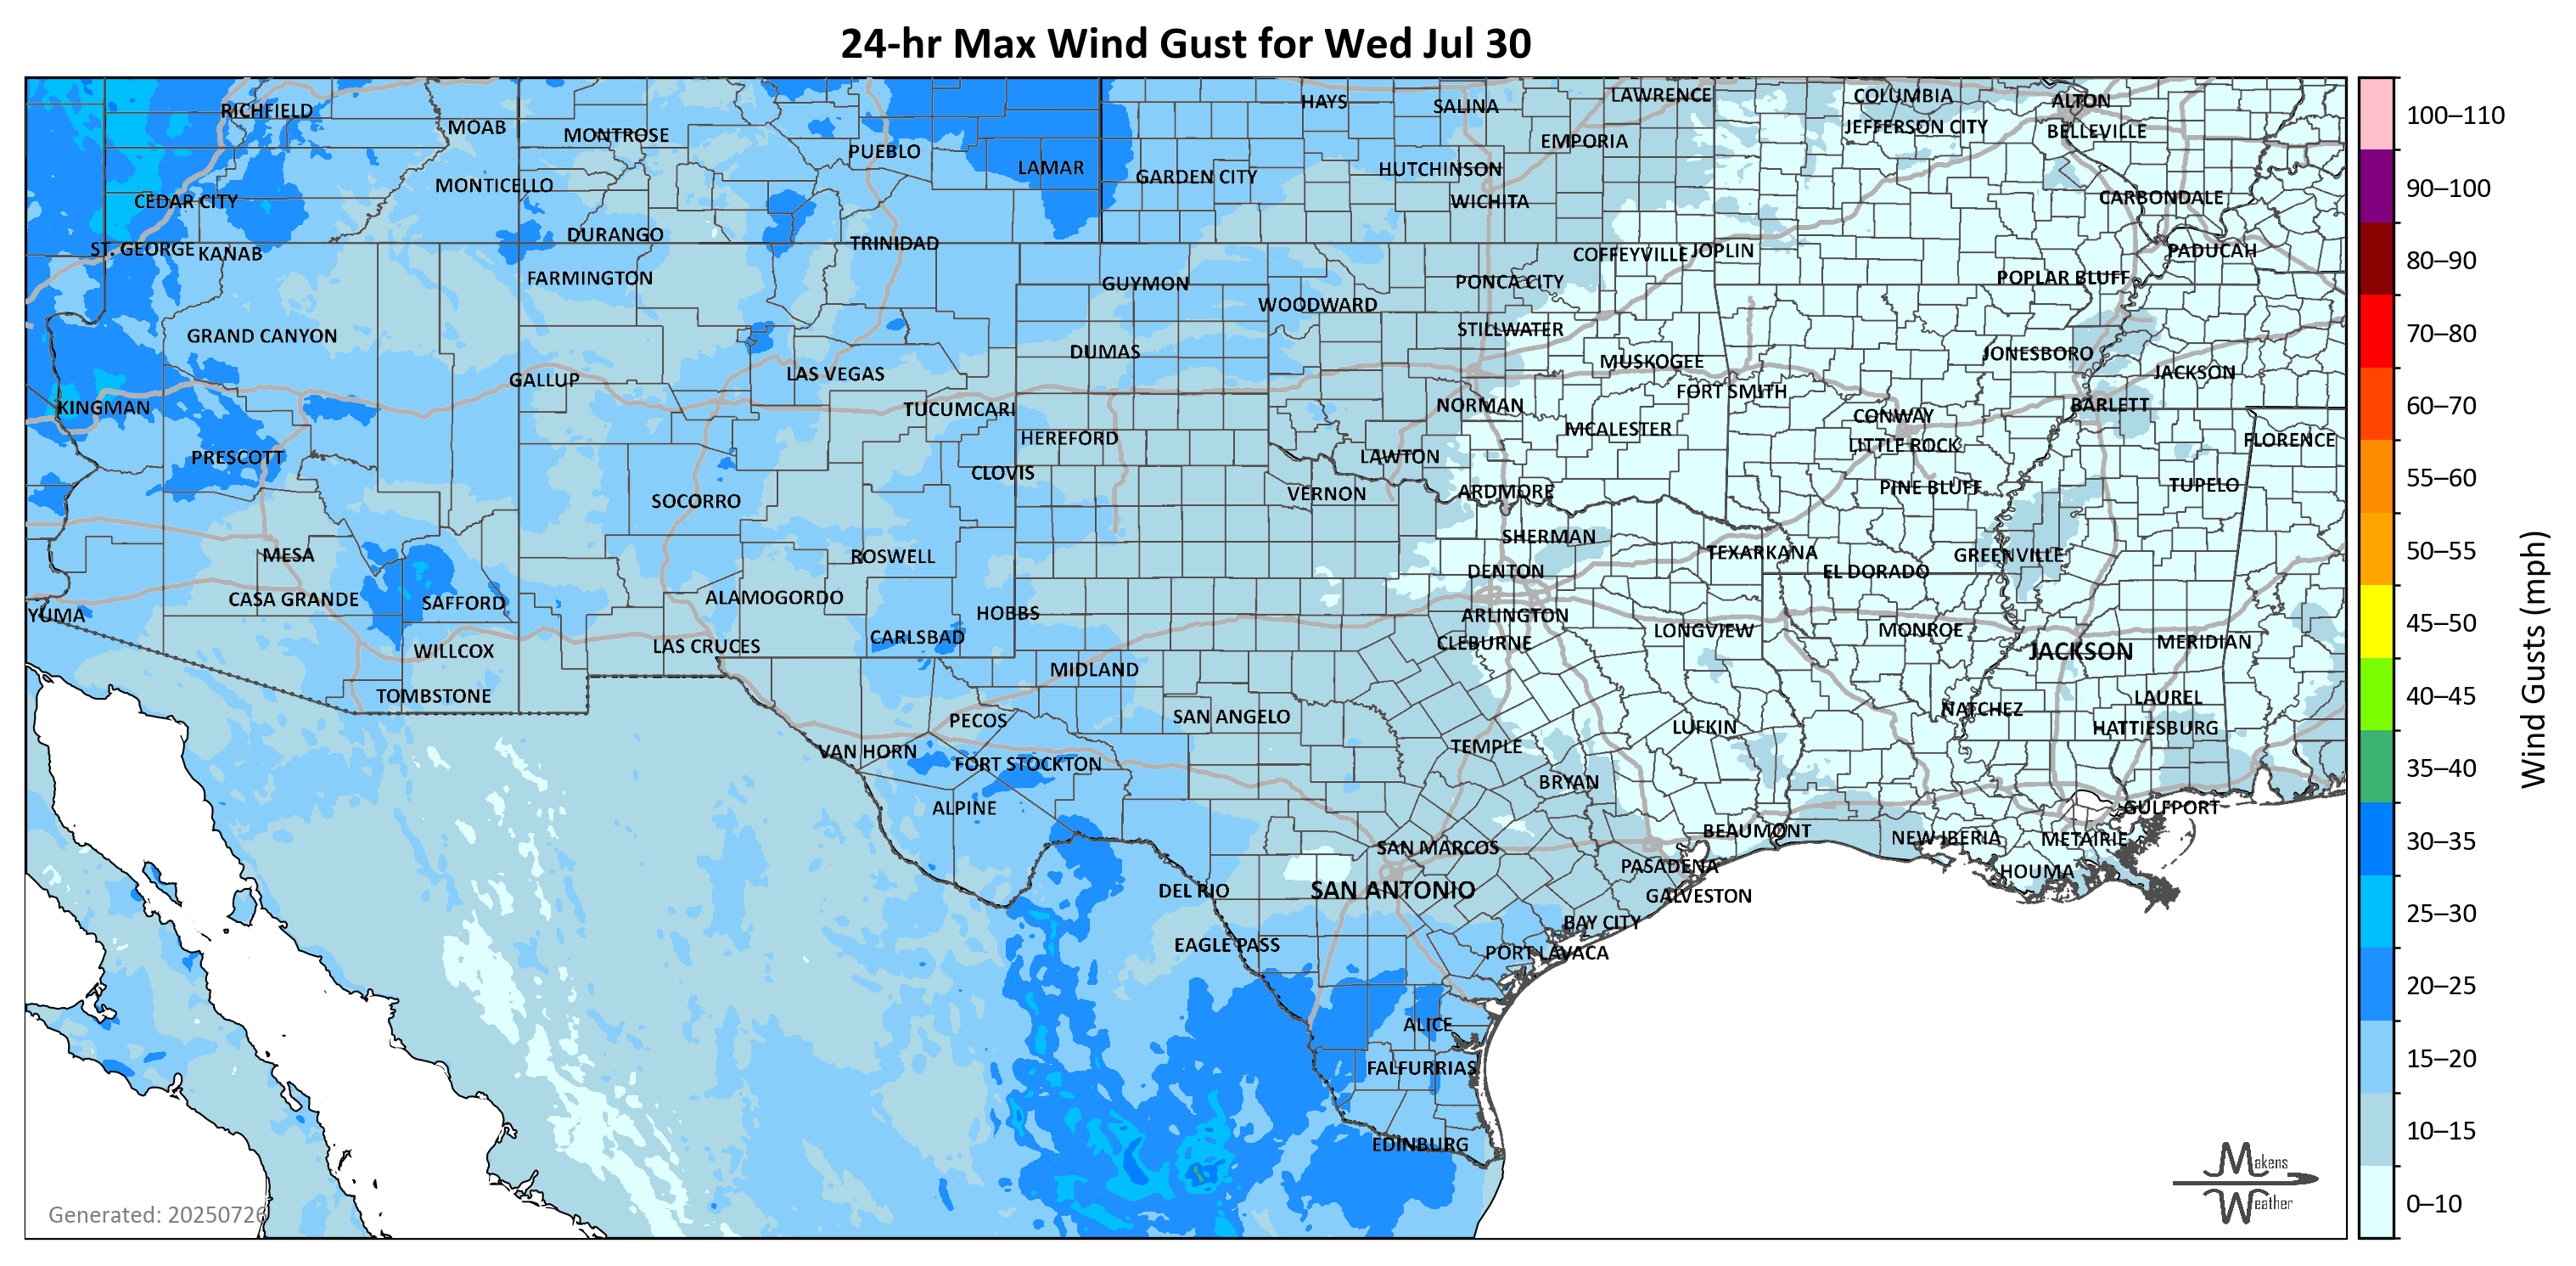 24-hr Max Wind Gust for Wed Jul 30
RICHFIELD
MOAB
MONTROSE
PUEBLO
LAMAR
HAYS
SALINA
LAWRENCE
COLUMBIA
ALTON
EMPORIA
JEFFERSON CITY
BELLEVILLE
CEDAR CITY
MONTICELLO
GARDEN CITY
HUTCHINSON
WICHITA
CARBONDALE
ST. GEORGE
KANAB
DURANGO
TRINIDAD
COFFEYVILLE
JOPLIN
PADUCAH
FARMINGTON
GUYMON
WOODWARD
PONCA CITY
POPLAR BLUFF
GRAND CANYON
STILLWATER
DUMAS
MUSKOGEE
JONESBORO
GALLUP
LAS VEGAS
FORT SMITH
JACKSON
KINGMAN
TUCUMCARI
NORMAN
CONWAY
BARLETT
HEREFORD
MCALESTER
LITTLE ROCK
FLORENCE
PRESCOTT
CLOVIS
LAWTON
SOCORRO
VERNON
ARDMORE
PINE BLUFF
TUPELO
MESA
ROSWELL
SHERMAN
TEXARKANA
GREENVILLE
DENTON
EL DORADO
CASA GRANDE
SAFFORD
ALAMOGORDO
HOBBS
YUMA
ARLINGTON
LAS CRUCES
CARLSBAD
CLEBURNE
LONGVIEW
MONROE
JACKSON
MERIDIAN
WILLCOX
MIDLAND
TOMBSTONE
PECOS
SAN ANGELO
NATCHEZ
LAUREL
VAN HORN
FORT STOCKTON
TEMPLE
LUFKIN
HATTIESBURG
ALPINE
BRYAN
GULFPORT
SAN MARCOS
BEAUMONT
NEW IBERIA
METAIRIE
DEL RIO
SAN ANTONIO
PASADENA
HOUMA
GALVESTON
EAGLE PASS
BAY CITY
PORT LAVACA
ALICE
FALFURRIAS
EDINBURG
Generated: 20250726
Makens
Weather
100–110
90–100
80–90
70–80
60–70
55–60
50–55
45–50
40–45
35–40
30–35
25–30
20–25
15–20
10–15
0–10
Wind Gusts (mph)